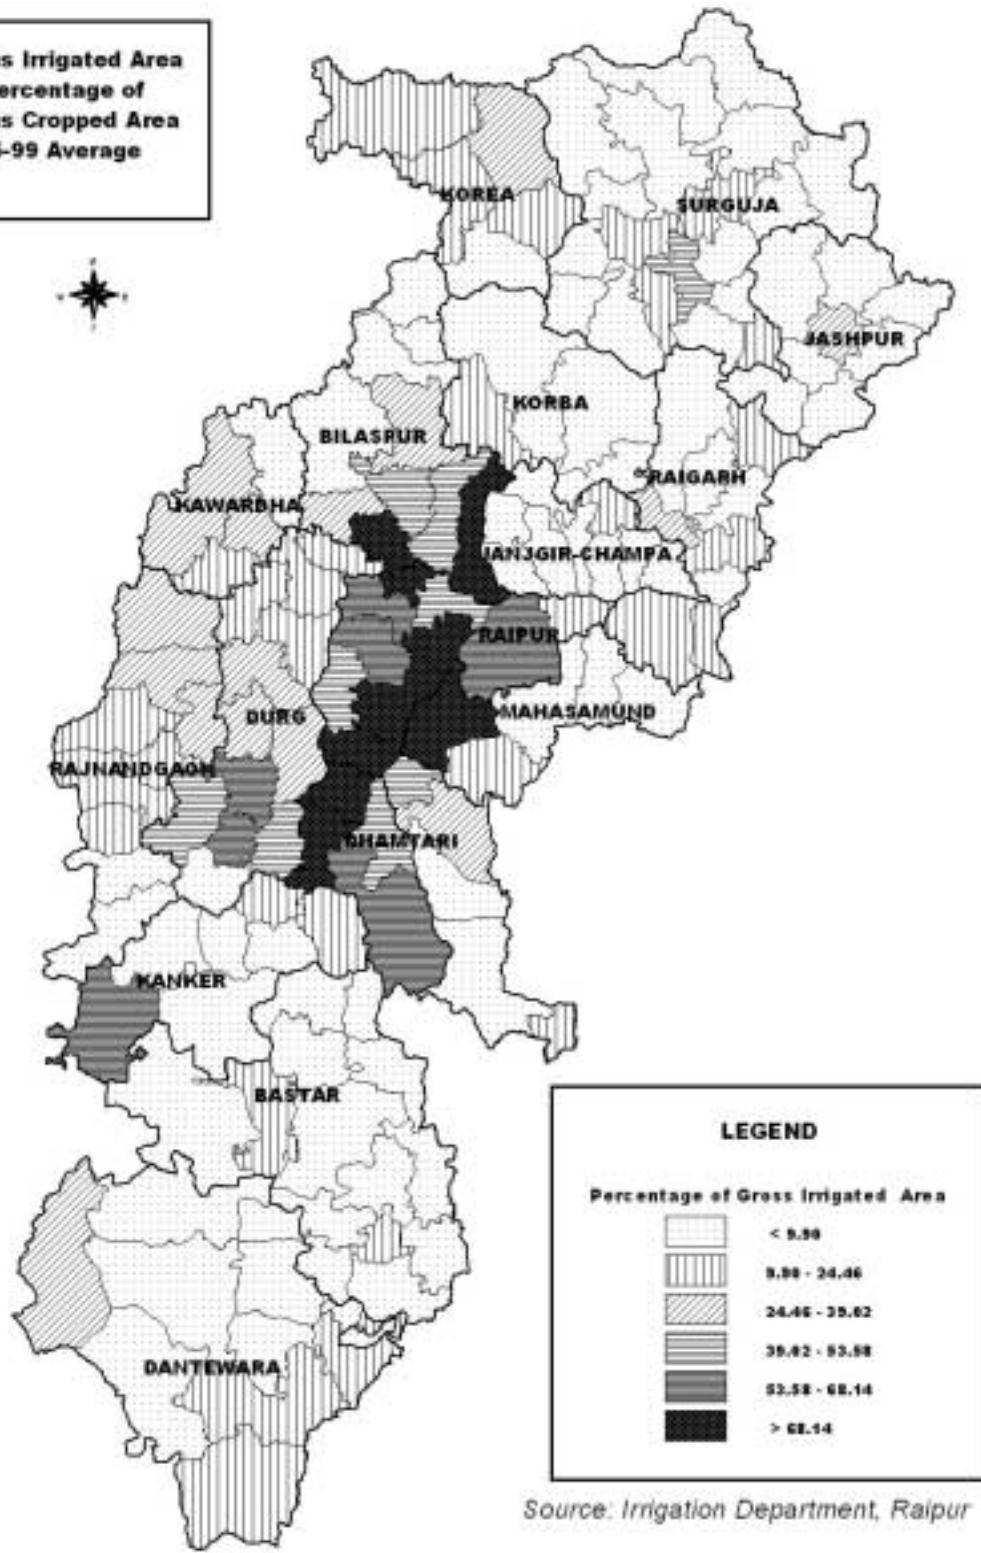 s Irrigated Area
ercentage of
s Cropped Area
-99 Average
KOREA
SURGUJA
JASHPUR
KORBA
BILASPUR
RAIGARH
KAWARDHA
JANJGIR-CHAMPA
RAIPUR
MAHASAMUND
DURG
RAJNANDGAON
DHAMTARI
KANKER
BASTAR
DANTEWARA
LEGEND
Percentage of Gross Irrigated Area
< 9.90
9.90 - 24.46
24.46 - 39.02
39.02 - 53.58
53.58 - 68.14
> 68.14
Source: Irrigation Department, Raipur